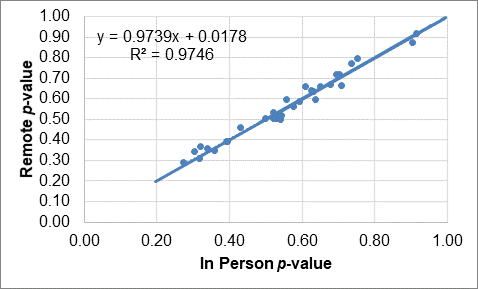 y = 0.9739x + 0.0178
R² = 0.9746
1.00
0.90
0.80
0.70
0.60
0.50
0.40
0.30
0.20
0.10
0.00
Remote p-value
0.00 0.20 0.40 0.60 0.80 1.00
In Person p-value